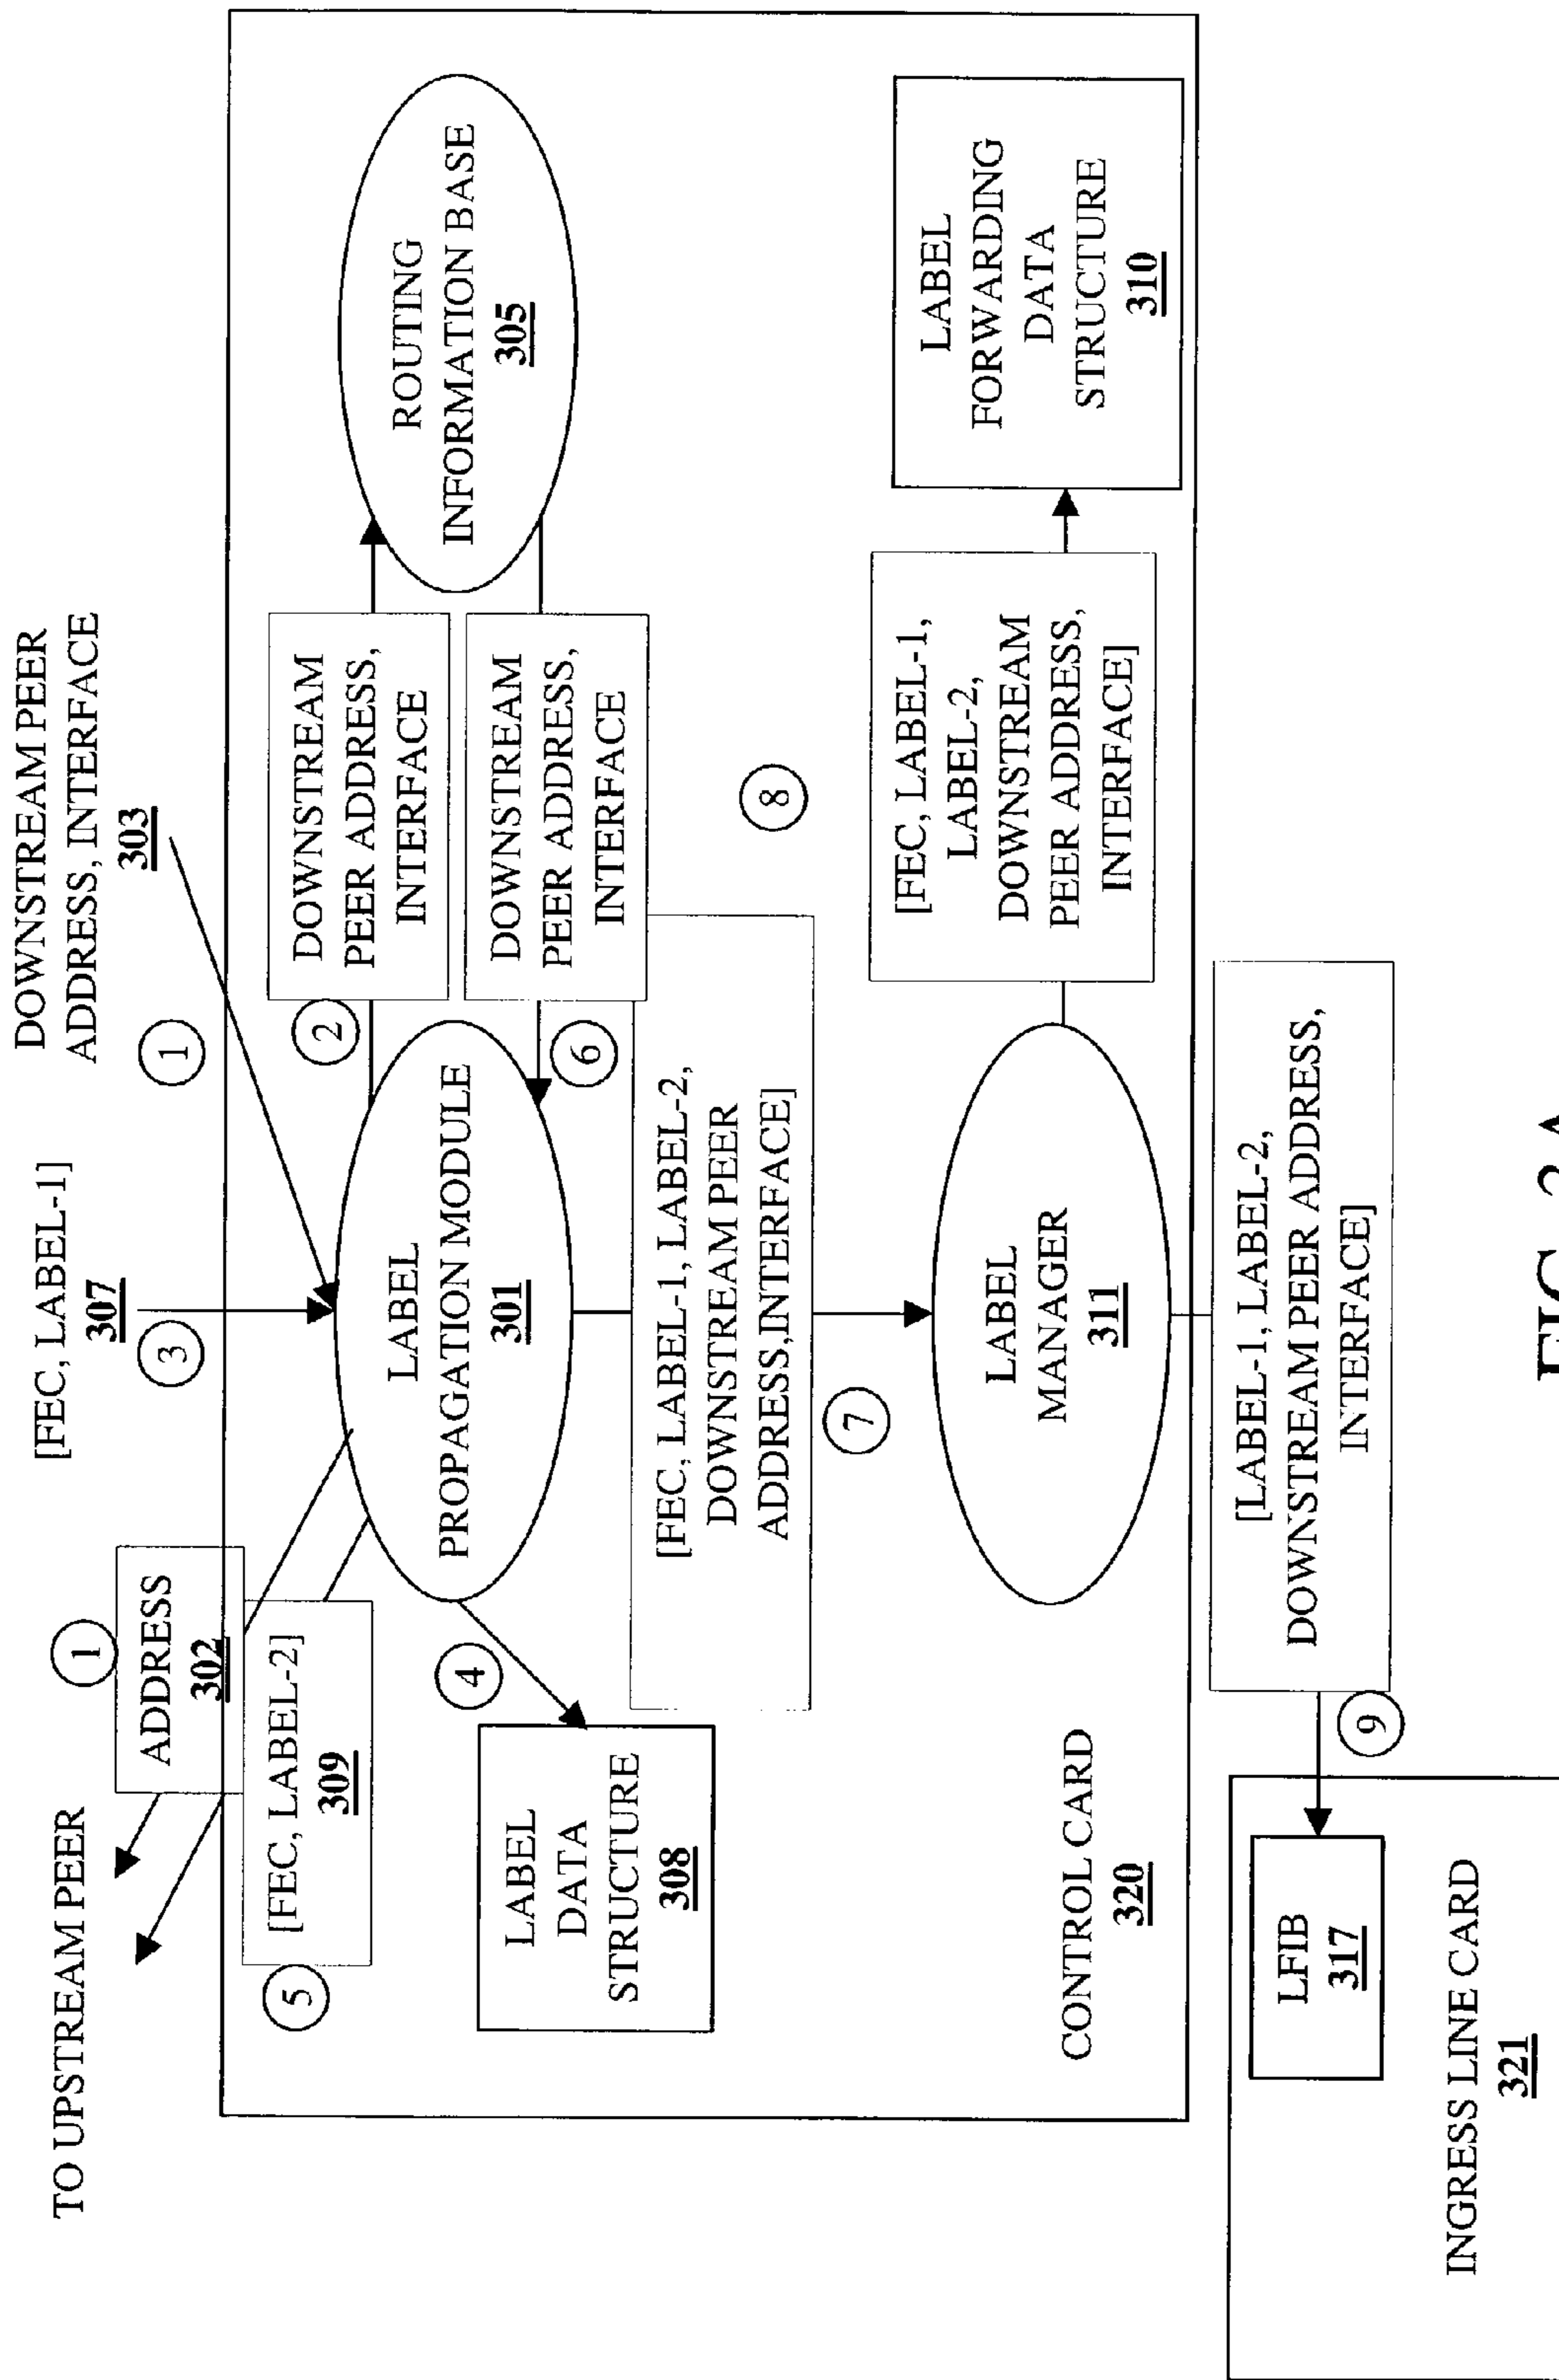 TO UPSTREAM PEER
1
ADDRESS
302
[FEC, LABEL-1]
307
3
DOWNSTREAM PEER
ADDRESS, INTERFACE
303
1
5
[FEC, LABEL-2]
309
4
LABEL
DATA
STRUCTURE
308
LABEL
PROPAGATION MODULE
301
2
DOWNSTREAM
PEER ADDRESS,
INTERFACE
DOWNSTREAM
PEER ADDRESS,
INTERFACE
6
ROUTING
INFORMATION BASE
305
[FEC, LABEL-1, LABEL-2,
DOWNSTREAM PEER
ADDRESS,INTERFACE]
7
8
LABEL
MANAGER
311
[FEC, LABEL-1,
LABEL-2,
DOWNSTREAM
PEER ADDRESS,
INTERFACE]
LABEL
FORWARDING
DATA
STRUCTURE
310
CONTROL CARD
320
[LABEL-1, LABEL-2,
DOWNSTREAM PEER ADDRESS,
INTERFACE]
9
LFIB
317
INGRESS LINE CARD
321